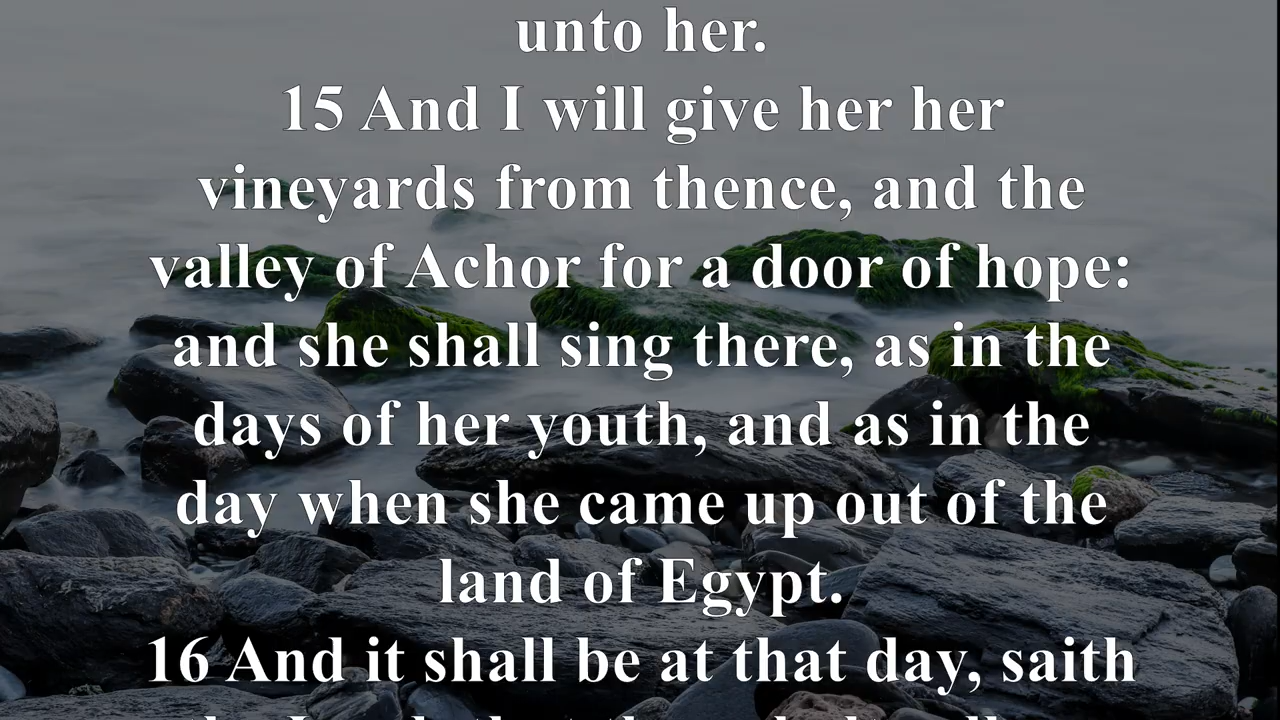 unto her.
15 And I will give her her
vineyards from thence, and the
valley of Achor for a door of hope:
and she shall sing there, as in the
days of her youth, and as in the
day when she came up out of the
land of Egypt.
16 And it shall be at that day, saith